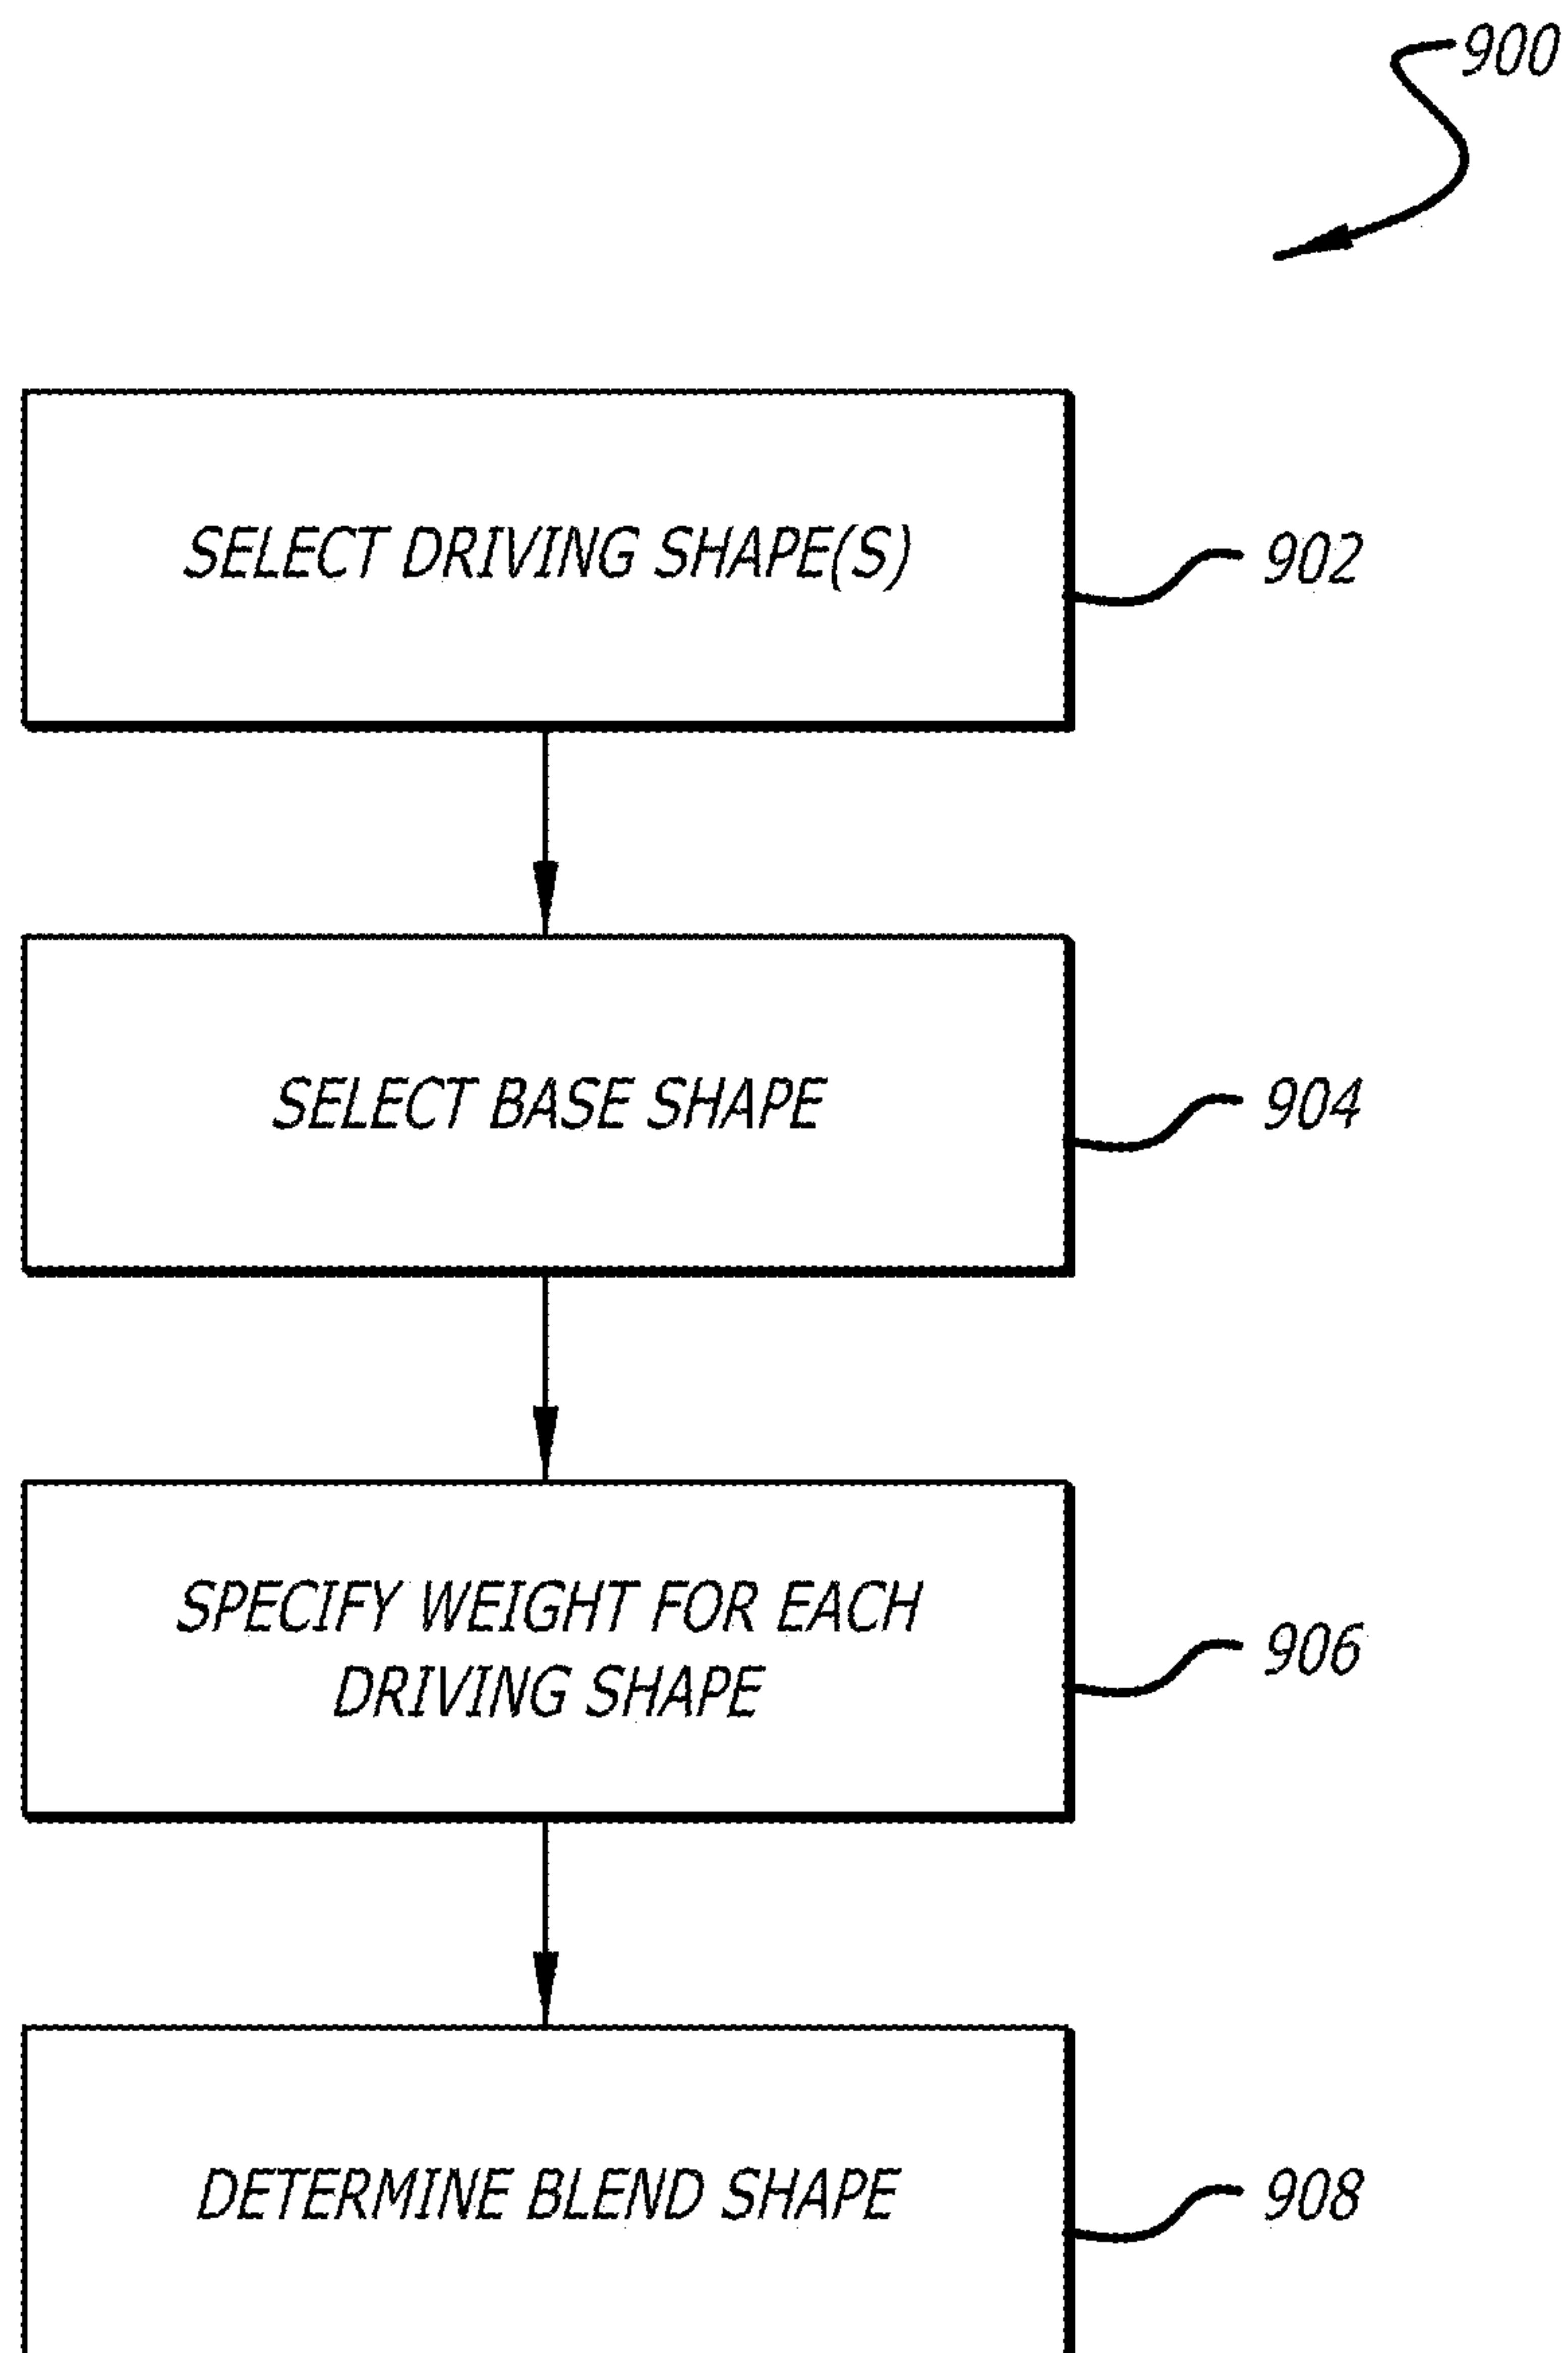 900
SELECT DRIVING SHAPE(S)
902
SELECT BASE SHAPE
904
SPECIFY WEIGHT FOR EACH
DRIVING SHAPE
906
DETERMINE BLEND SHAPE
908